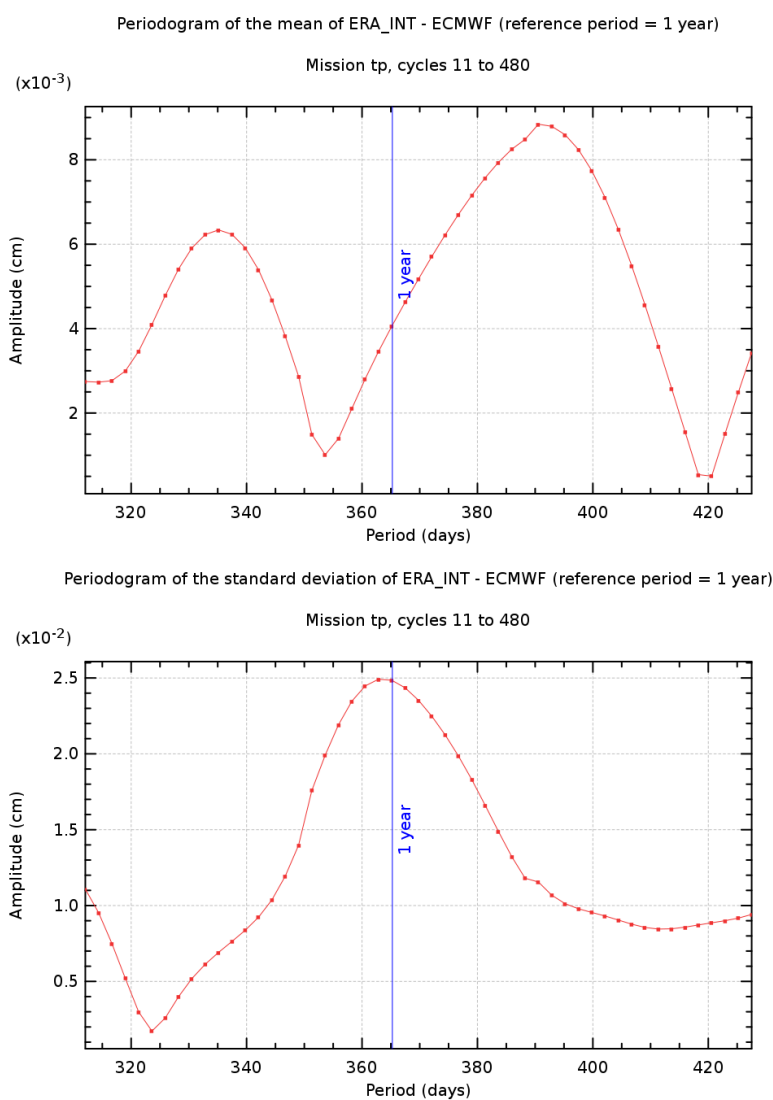 Periodogram of the mean of ERA_INT - ECMWF (reference period = 1 year)
Mission tp, cycles 11 to 480
(x10-3)
8
6
4
2
Amplitude (cm)
1 year
320 340 360 380 400 420
Period (days)
Periodogram of the standard deviation of ERA_INT - ECMWF (reference period = 1 year)
Mission tp, cycles 11 to 480
(x10-2)
2.5
2.0
1.5
1.0
0.5
Amplitude (cm)
1 year
320 340 360 380 400 420
Period (days)